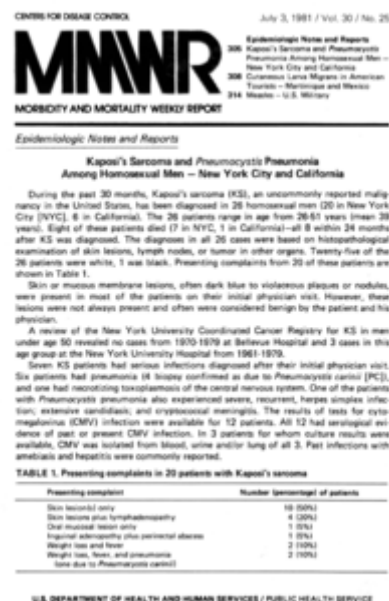 CENTERS FOR DISEASE CONTROL
July 3, 1981 / Vol. 30 / No. 25
MMWR
MORBIDITY AND MORTALITY WEEKLY REPORT
Epidemiologic Notes and Reports
305 Kaposi's Sarcoma and Pneumocystis
Pneumonia Among Homosexual Men –
New York City and California
308 Cutaneous Larva Migrans in American
Tourists – Martinique and Mexico
314 Measles – U.S. Military
Epidemiologic Notes and Reports
Kaposi's Sarcoma and Pneumocystis Pneumonia
Among Homosexual Men – New York City and California
During the past 30 months, Kaposi's sarcoma (KS), an uncommonly reported malig-
nancy in the United States, has been diagnosed in 26 homosexual men (20 in New York
City [NYC], 6 in California). The 26 patients range in age from 26-51 years (mean 39
years). Eight of these patients died (7 in NYC, 1 in California)—all 8 within 24 months
after KS was diagnosed. The diagnoses in all 26 cases were based on histopathological
examination of skin lesions, lymph nodes, or tumor in other organs. Twenty-five of the
26 patients were white, 1 was black. Presenting complaints from 20 of these patients are
shown in Table 1.
Skin or mucous membrane lesions, often dark blue to violaceous plaques or nodules,
were present in most of the patients on their initial physician visit. However, these
lesions were not always present and often were considered benign by the patient and his
physician.
A review of the New York University Coordinated Cancer Registry for KS in men
under age 50 revealed no cases from 1970-1979 at Bellevue Hospital and 3 cases in this
age group at the New York University Hospital from 1961-1979.
Seven KS patients had serious infections diagnosed after their initial physician visit.
Six patients had pneumonia (4 biopsy confirmed as due to Pneumocystis carinii [PC]),
and one had necrotizing toxoplasmosis of the central nervous system. One of the patients
with Pneumocystis pneumonia also experienced severe, recurrent, herpes simplex infec-
tion; extensive candidiasis; and cryptococcal meningitis. The results of tests for cyto-
megalovirus (CMV) infection were available for 12 patients. All 12 had serological evi-
dence of past or present CMV infection. In 3 patients for whom culture results were
available, CMV was isolated from blood, urine and/or lung of all 3. Past infections with
amebiasis and hepatitis were commonly reported.
TABLE 1. Presenting complaints in 20 patients with Kaposi's sarcoma
Presenting complaint Number (percentage) of patients
Skin lesion(s) only 10 (50%)
Skin lesions plus lymphadenopathy 4 (20%)
Oral mucosal lesion only 1 (5%)
Inguinal adenopathy plus perirectal abscess 1 (5%)
Weight loss and fever 2 (10%)
Weight loss, fever, and pneumonia 2 (10%)
(one due to Pneumocystis carinii)
U.S. DEPARTMENT OF HEALTH AND HUMAN SERVICES / PUBLIC HEALTH SERVICE